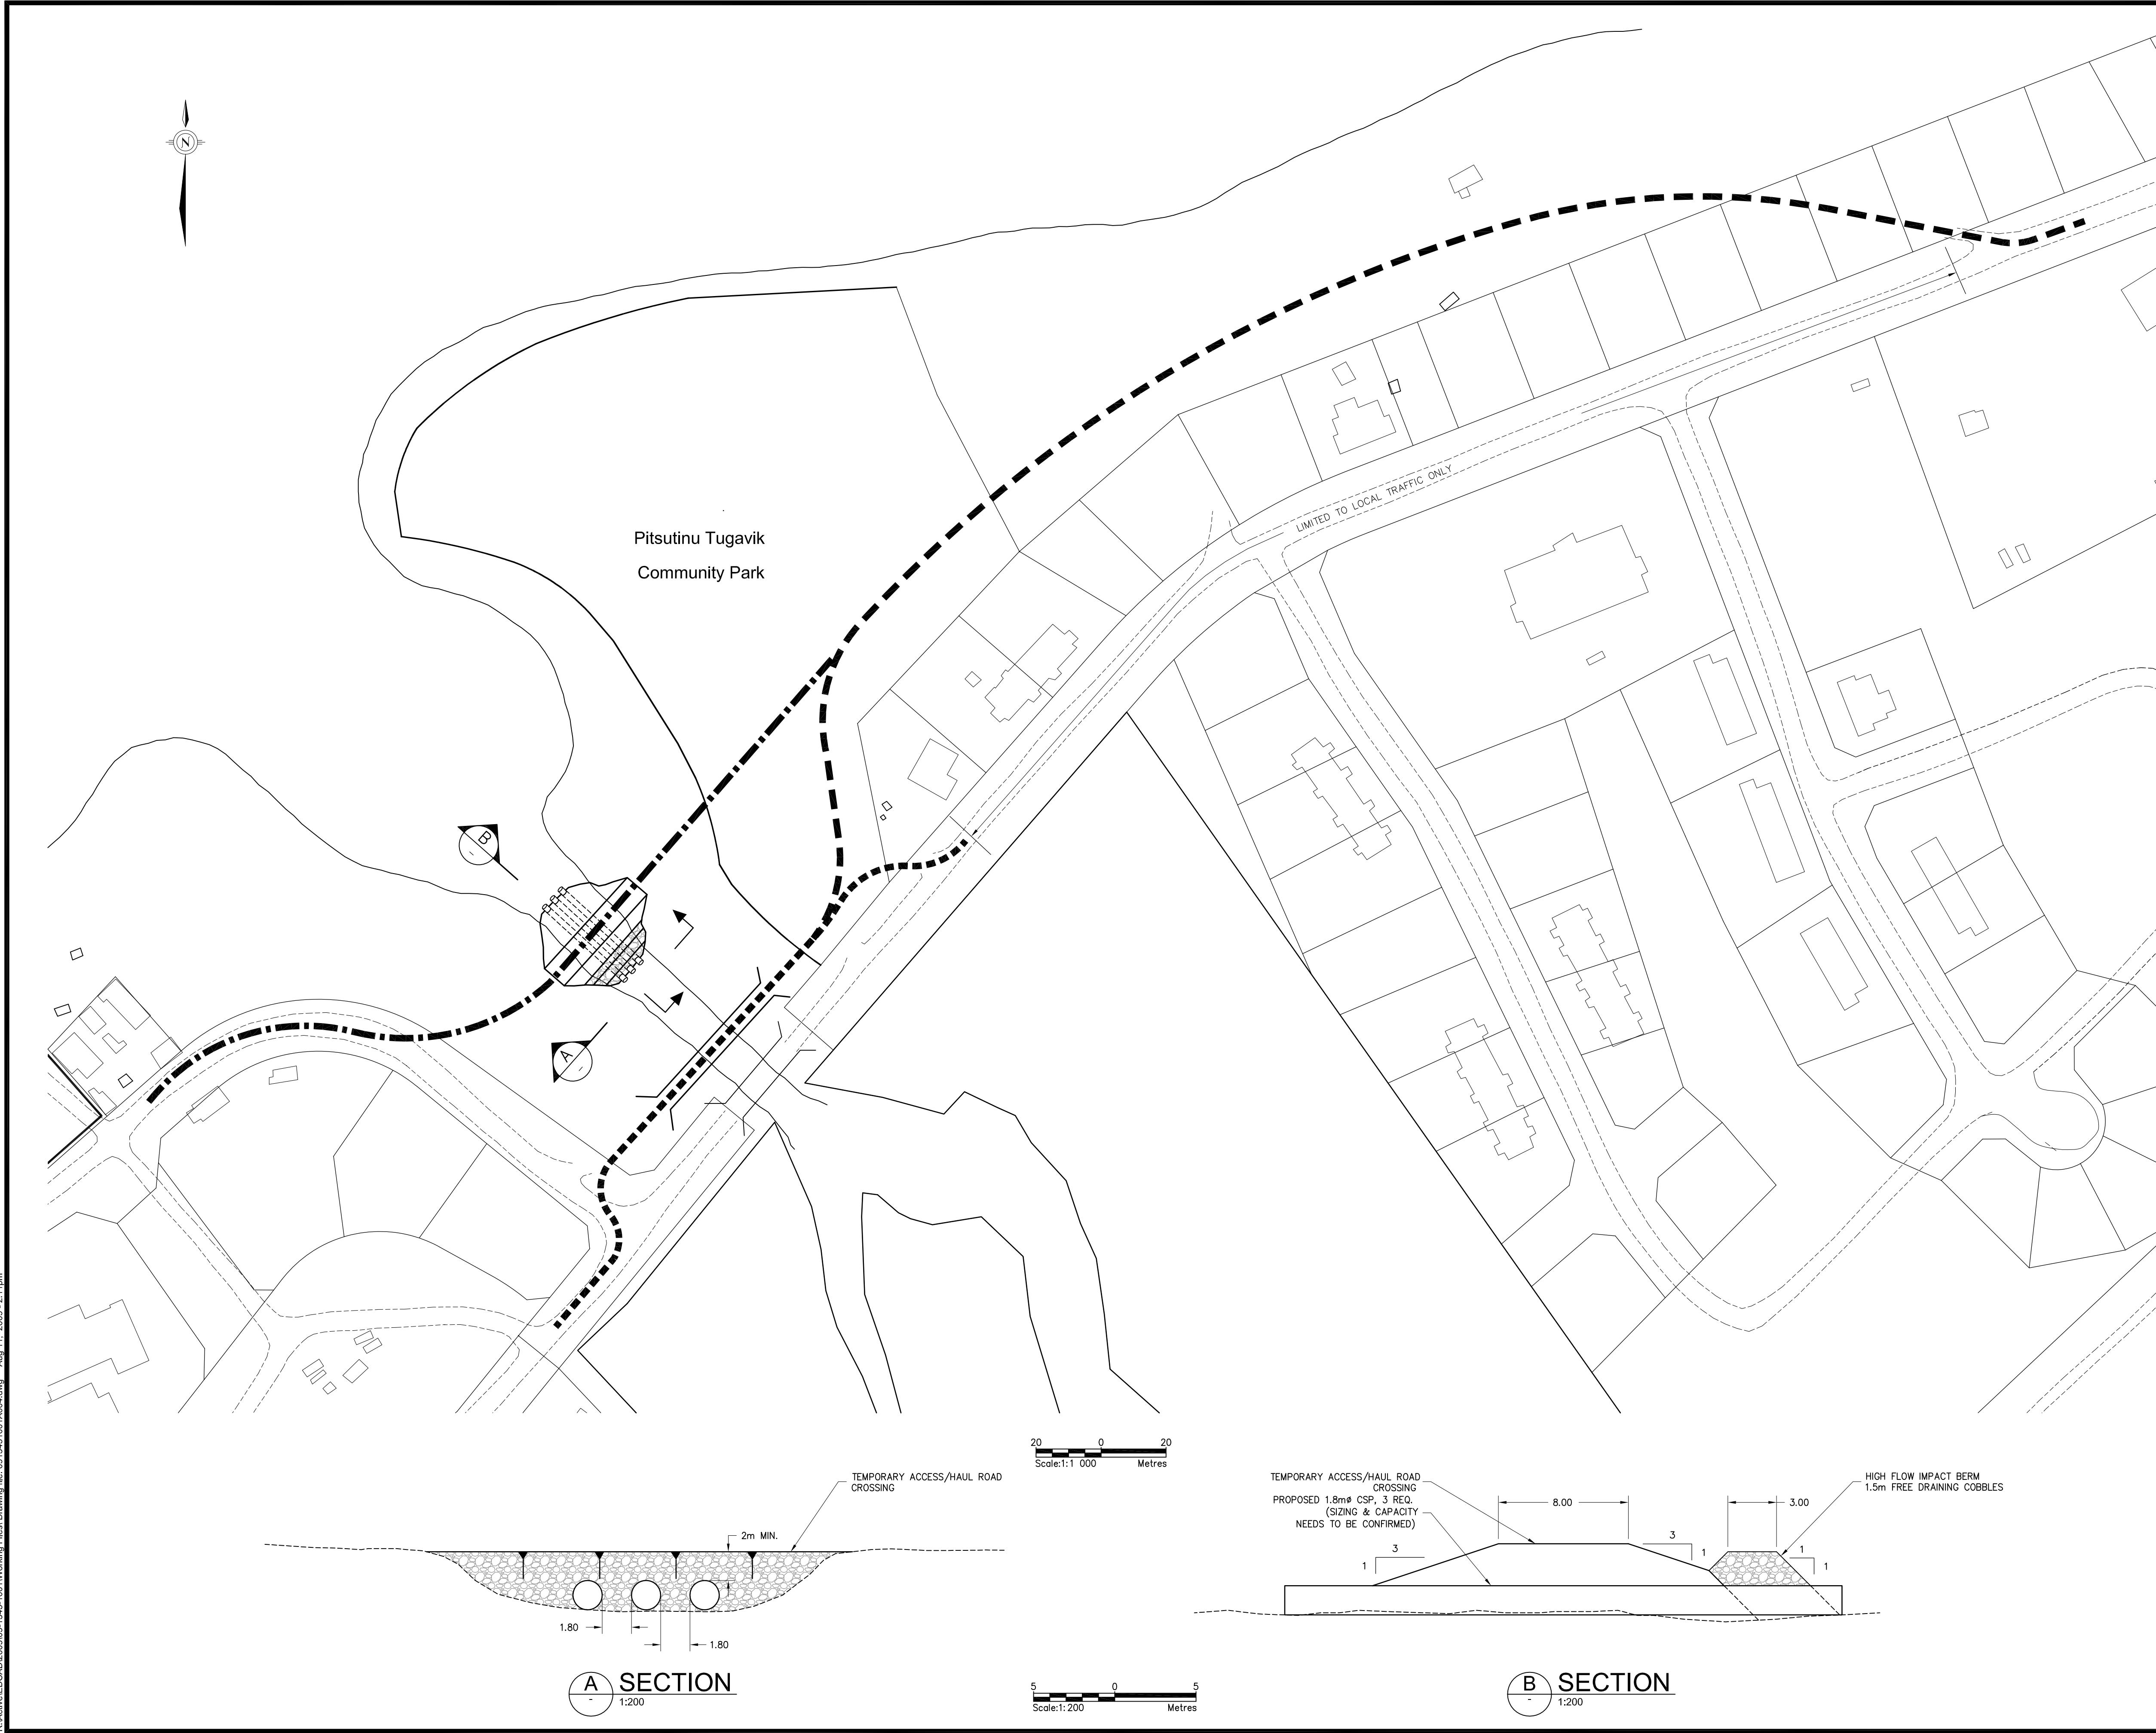 N
Pitsutinu Tugavik
Community Park
LIMITED TO LOCAL TRAFFIC ONLY
B
-
A
-
20 0 20
Scale:1:1 000 Metres
TEMPORARY ACCESS/HAUL ROAD
CROSSING
2m MIN.
1.80
1.80
A SECTION
-
1:200
5 0 5
Scale:1:200 Metres
TEMPORARY ACCESS/HAUL ROAD
CROSSING
PROPOSED 1.8mø CSP, 3 REQ.
(SIZING & CAPACITY
NEEDS TO BE CONFIRMED)
8.00
3.00
HIGH FLOW IMPACT BERM
1.5m FREE DRAINING COBBLES
3
1
3
1
1
1
B SECTION
-
1:200